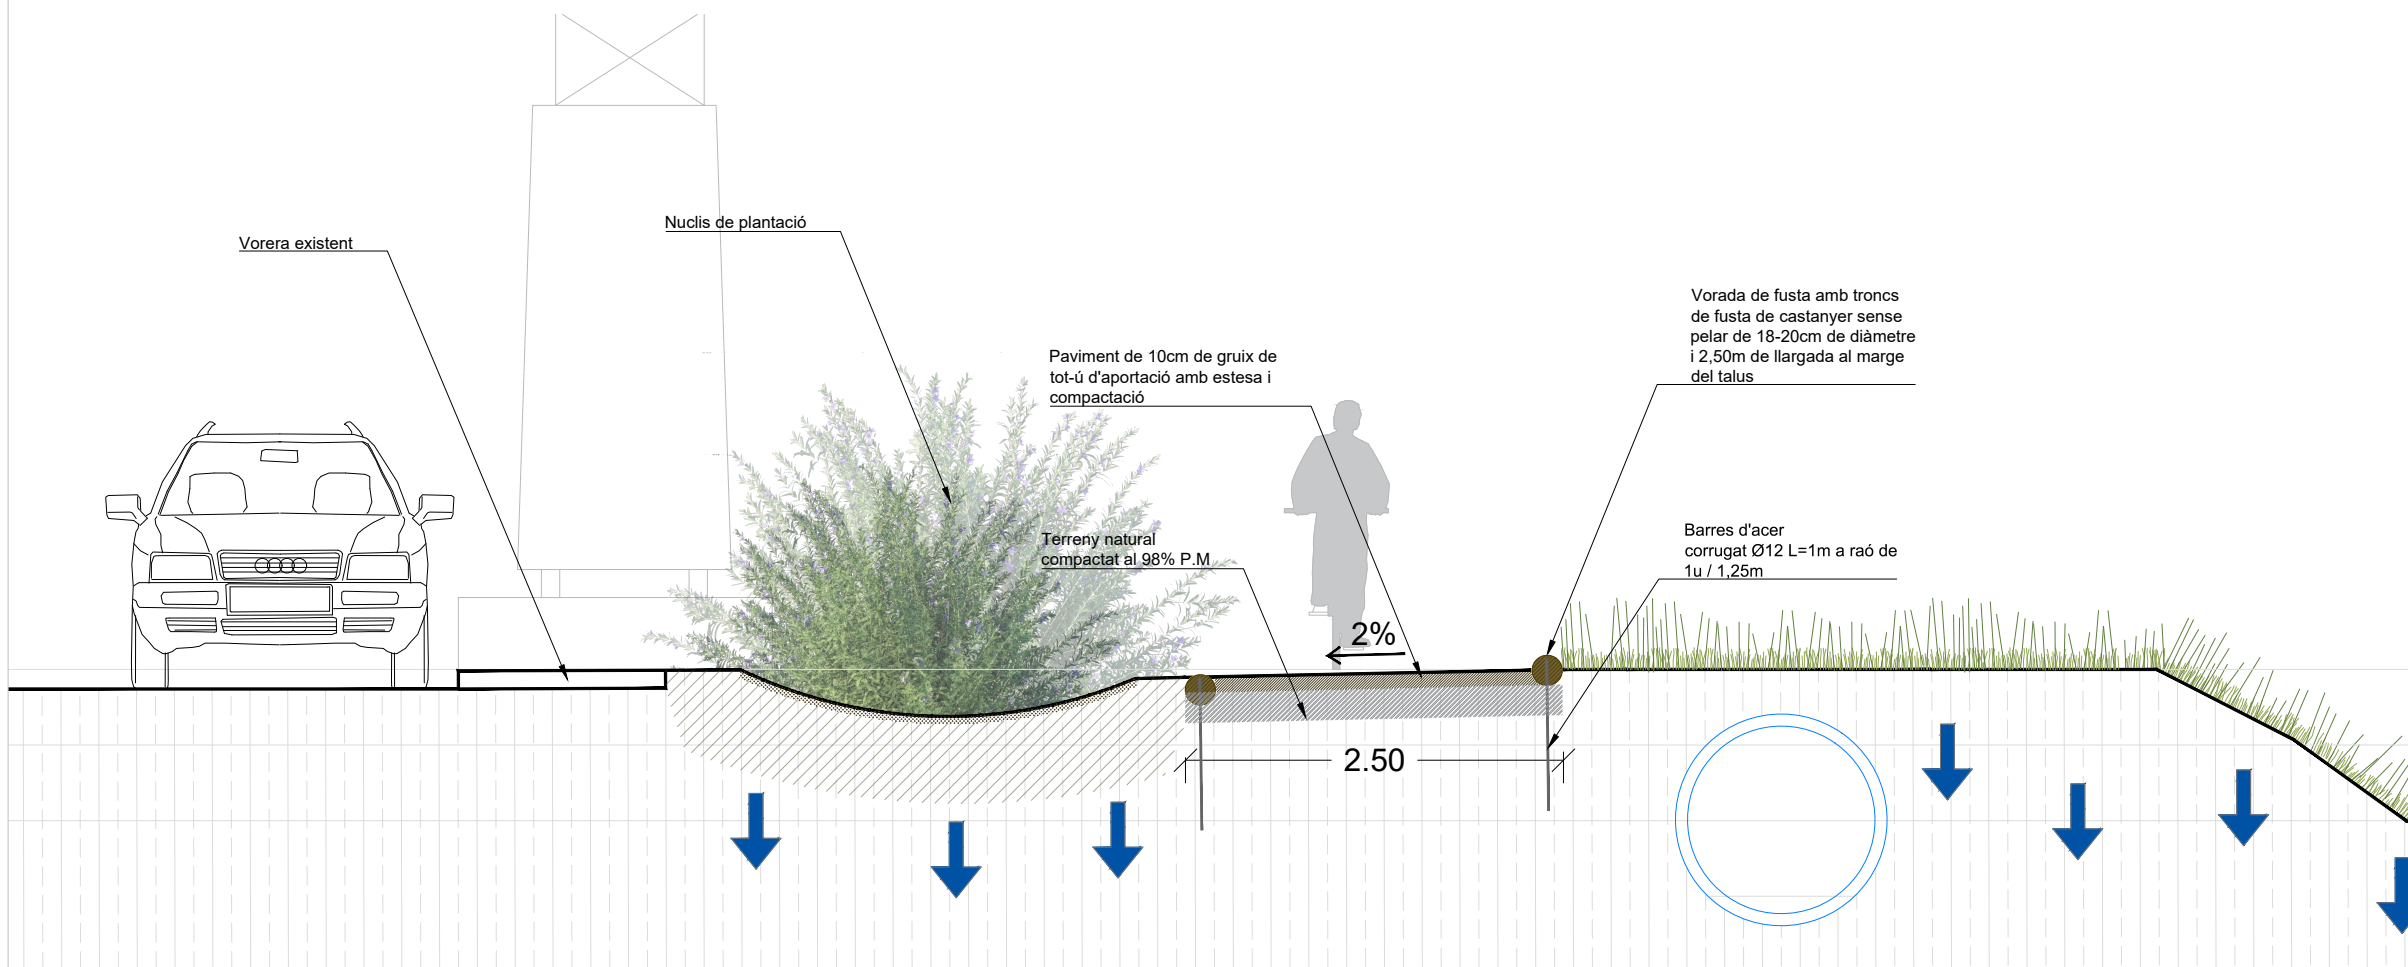 Nuclis de plantació
Vorera existent
Vorada de fusta amb troncs
de fusta de castanyer sense
pelar de 18-20cm de diàmetre
i 2,50m de llargada al marge
del talus
Paviment de 10cm de gruix de
tot-ú d'aportació amb estesa i
compactació
Barres d'acer
corrugat Ø12 L=1m a raó de
1u / 1,25m
Terreny natural
compactat al 98% P.M
2%
2.50